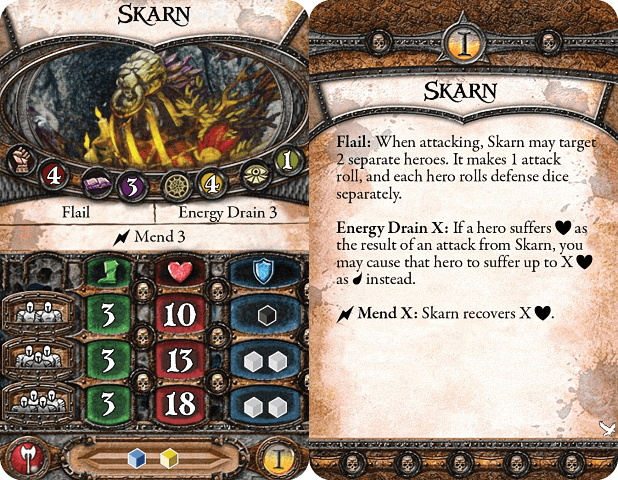 SKARN
4
3
4
1
Flail
Energy Drain 3
Mend 3
3 10
3 13
3 18
I
I
SKARN
Flail: When attacking, Skarn may target
2 separate heroes. It makes 1 attack
roll, and each hero rolls defense dice
separately.
Energy Drain X: If a hero suffers ♥ as
the result of an attack from Skarn, you
may cause that hero to suffer up to X ♥
as instead.
Mend X: Skarn recovers X ♥.